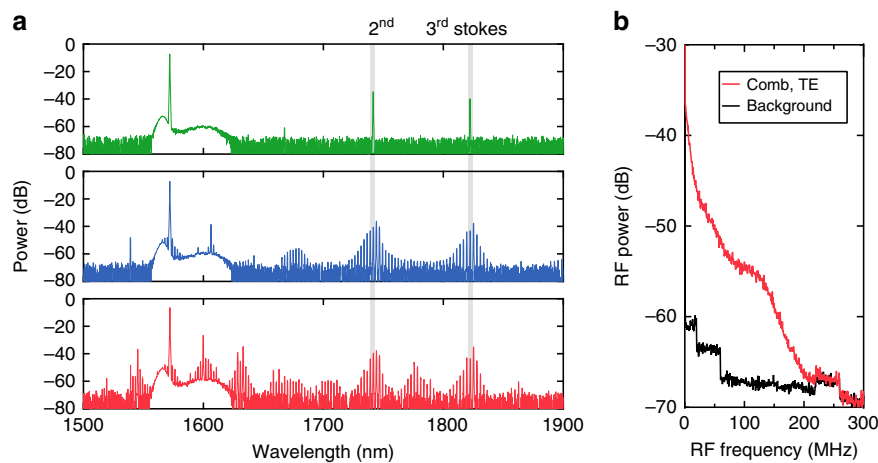 a
2nd 3rd stokes
0
−20
−40
−60
−80
0
−20
−40
−60
−80
0
−20
−40
−60
−80
Power (dB)
1500 1600 1700 1800 1900
Wavelength (nm)
b
−30
−40
−50
−60
−70
RF power (dB)
Comb, TE
Background
0 100 200 300
RF frequency (MHz)